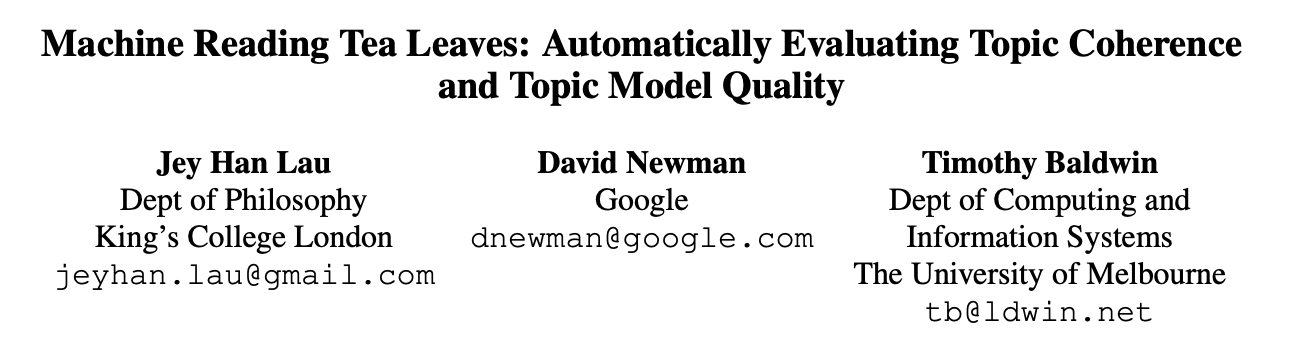 Machine Reading Tea Leaves: Automatically Evaluating Topic Coherence
and Topic Model Quality
Jey Han Lau
Dept of Philosophy
King's College London
jeyhan.lau@gmail.com
David Newman
Google
dnewman@google.com
Timothy Baldwin
Dept of Computing and
Information Systems
The University of Melbourne
tb@ldwin.net